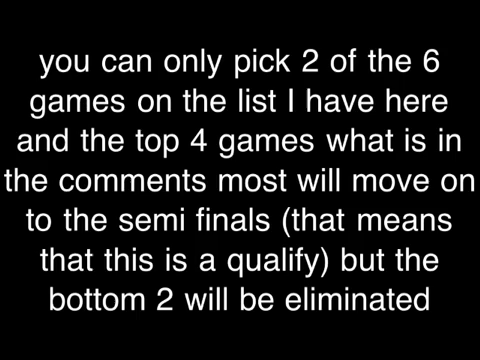 you can only pick 2 of the 6
games on the list I have here
and the top 4 games what is in
the comments most will move on
to the semi finals (that means
that this is a qualify) but the
bottom 2 will be eliminated